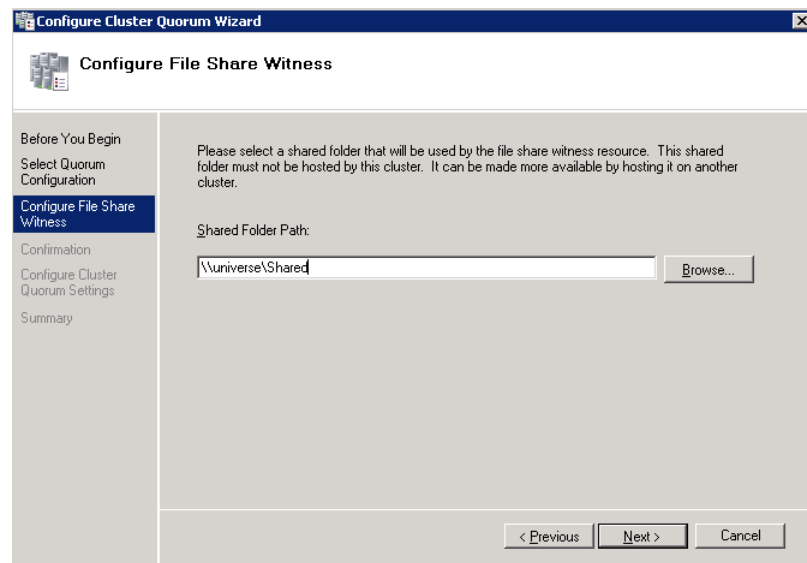 Configure Cluster Quorum Wizard
Configure File Share Witness
Before You Begin
Select Quorum
Configuration
Configure File Share
Witness
Confirmation
Configure Cluster
Quorum Settings
Summary
Please select a shared folder that will be used by the file share witness resource. This shared
folder must not be hosted by this cluster. It can be made more available by hosting it on another
cluster.
Shared Folder Path:
\\universe\Shared
Browse...
< Previous
Next >
Cancel